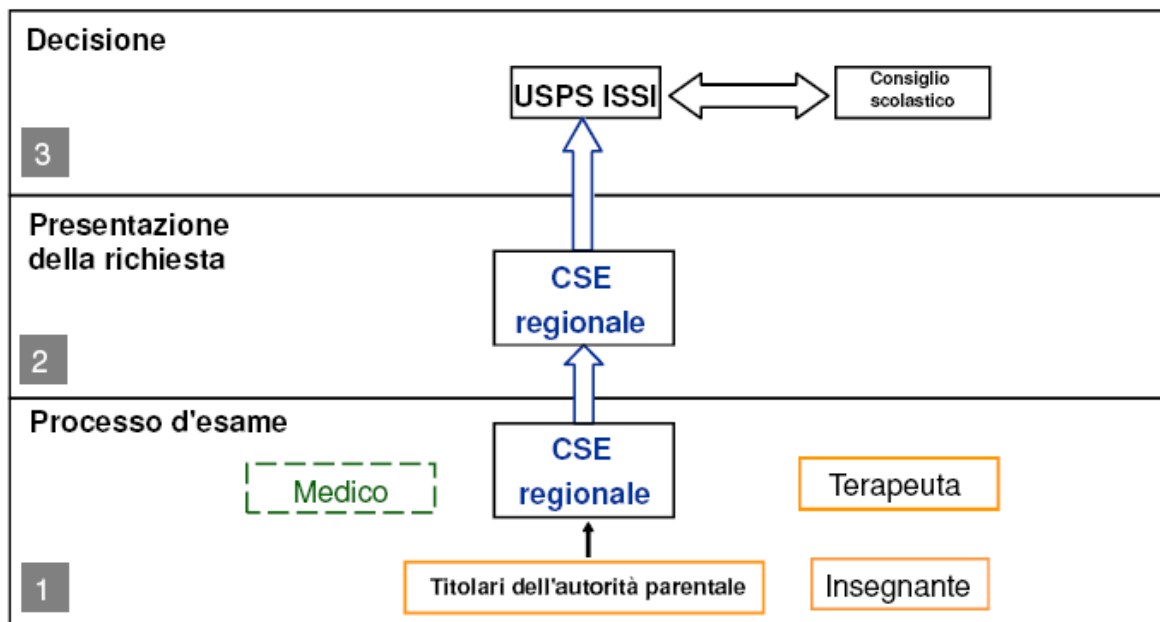 Decisione
USPS ISSI
Consiglio
scolastico
3
Presentazione
della richiesta
CSE
regionale
2
Processo d'esame
CSE
regionale
Medico
Terapeuta
Titolari dell'autorità parentale
Insegnante
1